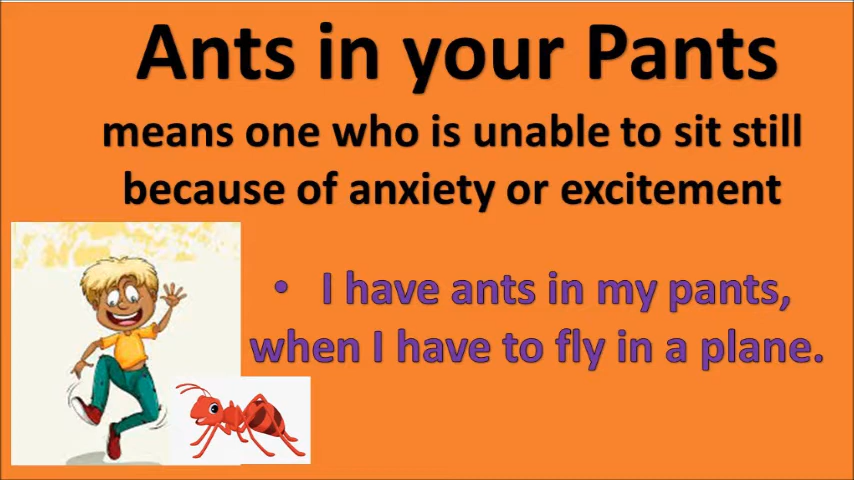 Ants in your Pants
means one who is unable to sit still
because of anxiety or excitement
• I have ants in my pants,
when I have to fly in a plane.